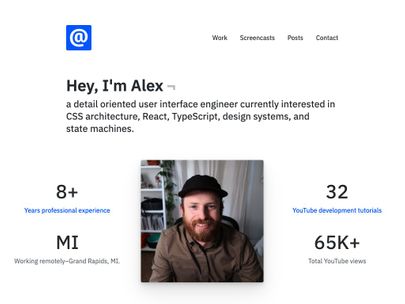 @
Work Screencasts Posts Contact
Hey, I'm Alex ¬
a detail oriented user interface engineer currently interested in
CSS architecture, React, TypeScript, design systems, and
state machines.
8+
Years professional experience
32
YouTube development tutorials
MI
Working remotely–Grand Rapids, MI.
65K+
Total YouTube views